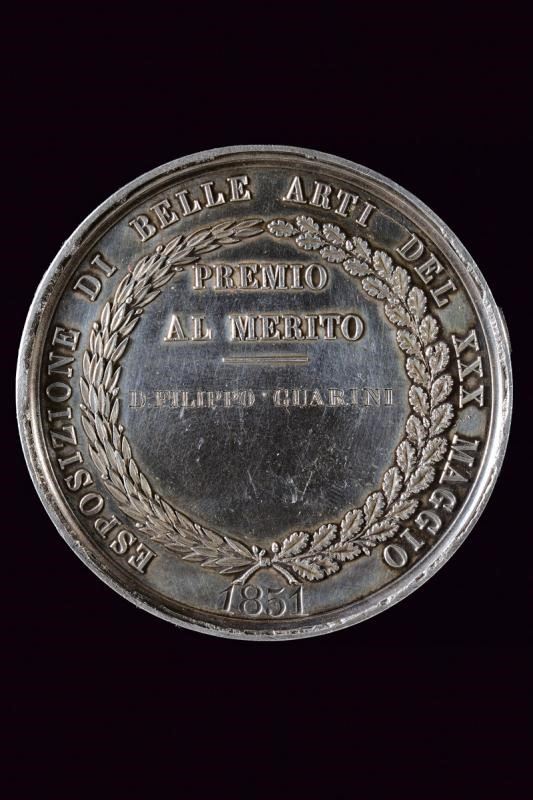 ESPOSIZIONE DI BELLE ARTI DEL XXX MAGGIO
PREMIO
AL MERITO
D. FILIPPO GUARINI
1851